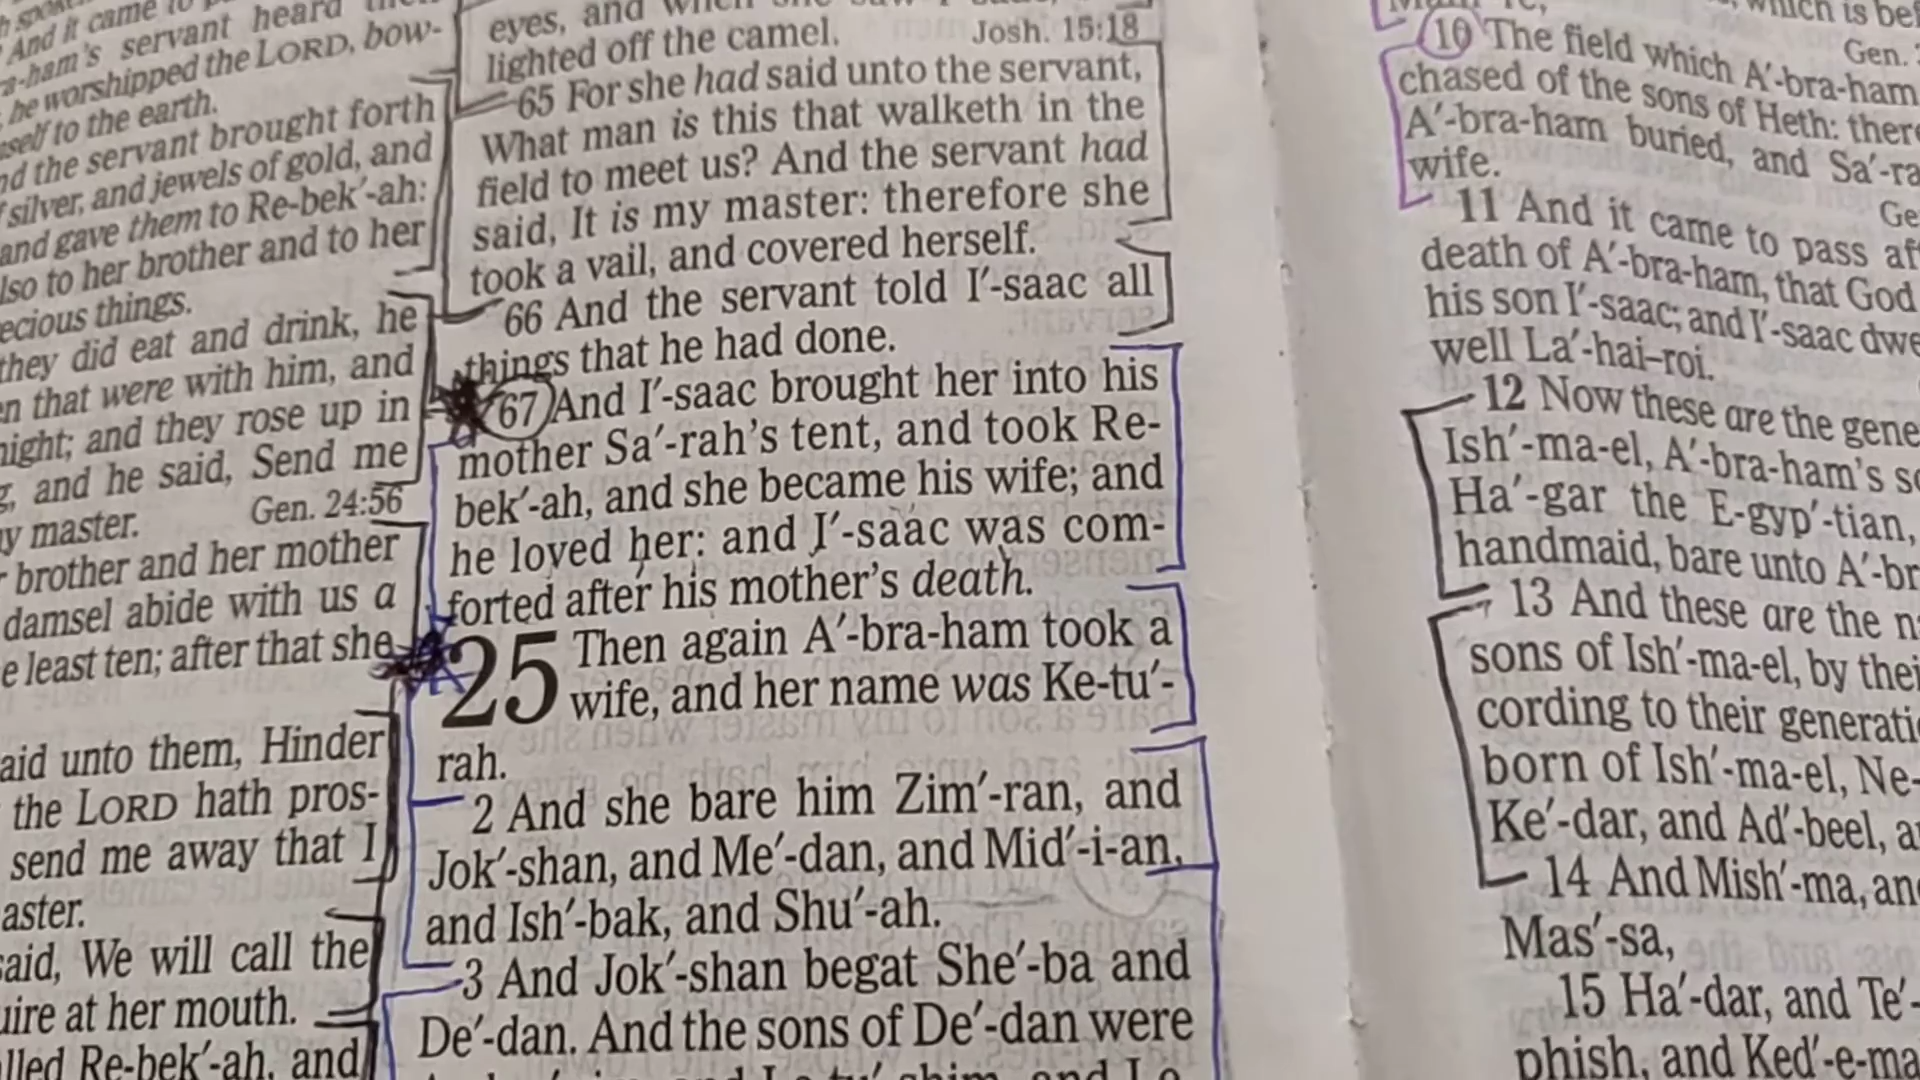 And it came to
a-ham's servant heard
he worshipped the LORD, bow-
self to the earth.
nd the servant brought forth
silver, and jewels of gold, and
and gave them to Re-bek′-ah:
lso to her brother and to her
ecious things.
they did eat and drink, he
en that were with him, and
night; and they rose up in
g, and he said, Send me
y master. Gen. 24:56
brother and her mother
damsel abide with us a
e least ten; after that she
aid unto them, Hinder
the LORD hath pros-
send me away that I
aster.
said, We will call the
uire at her mouth.
lled Re-bek′-ah, and
eyes, and when she saw I′-saac,
lighted off the camel. Josh. 15:18
65 For she had said unto the servant,
What man is this that walketh in the
field to meet us? And the servant had
said, It is my master: therefore she
took a vail, and covered herself.
66 And the servant told I′-saac all
things that he had done.
67 And I′-saac brought her into his
mother Sa′-rah's tent, and took Re-
bek′-ah, and she became his wife; and
he loved her: and I′-saac was com-
forted after his mother's death.
25 Then again A′-bra-ham took a
wife, and her name was Ke-tu′-
rah.
2 And she bare him Zim′-ran, and
Jok′-shan, and Me′-dan, and Mid′-i-an,
and Ish′-bak, and Shu′-ah.
3 And Jok′-shan begat She′-ba and
De′-dan. And the sons of De′-dan were
which is bef
Gen.
10 The field which A′-bra-ham
chased of the sons of Heth: there
A′-bra-ham buried, and Sa′-ra
wife.
Ge
11 And it came to pass af
death of A′-bra-ham, that God
his son I′-saac; and I′-saac dwe
well La′-hai–roi.
12 Now these are the gene
Ish′-ma-el, A′-bra-ham's so
Ha′-gar the E-gyp′-tian,
handmaid, bare unto A′-br
13 And these are the n
sons of Ish′-ma-el, by thei
cording to their generati
born of Ish′-ma-el, Ne-
Ke′-dar, and Ad′-beel, a
14 And Mish′-ma, an
Mas′-sa,
15 Ha′-dar, and Te′-
phish, and Ked′-e-ma